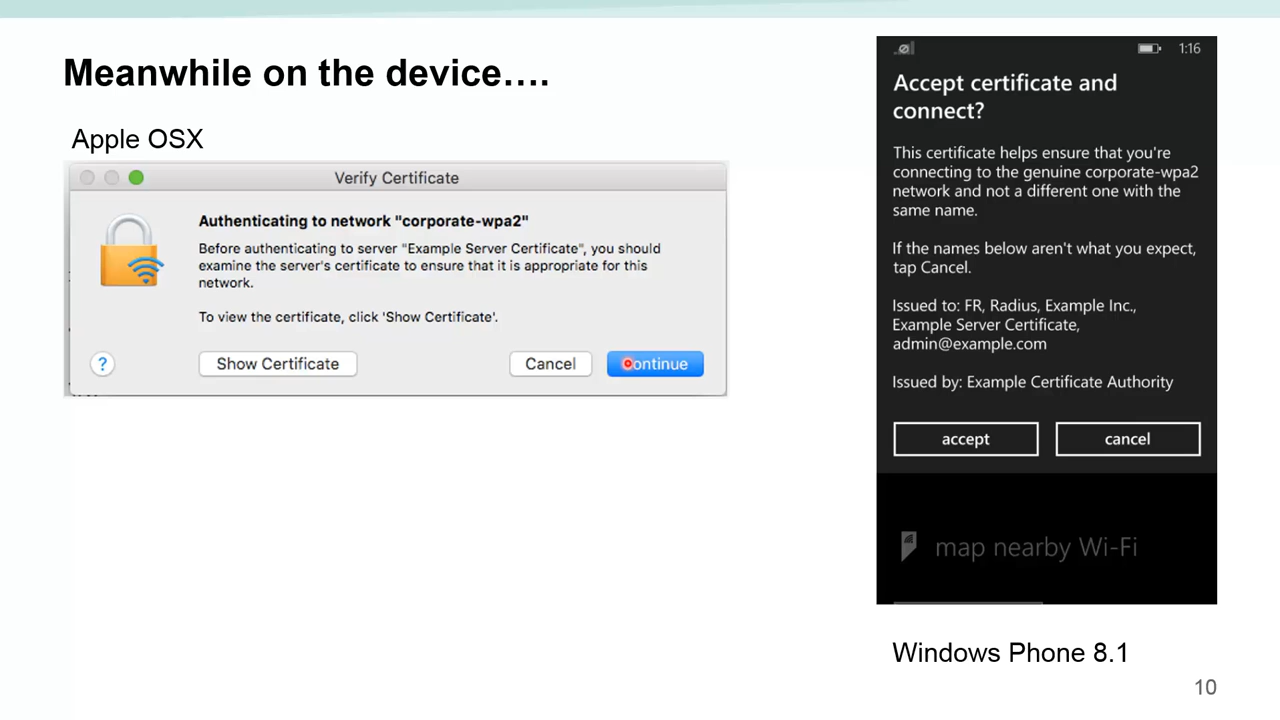 Meanwhile on the device….
Apple OSX
Verify Certificate
Authenticating to network "corporate-wpa2"
Before authenticating to server "Example Server Certificate", you should
examine the server's certificate to ensure that it is appropriate for this
network.
To view the certificate, click 'Show Certificate'.
?
Show Certificate
Cancel
Continue
1:16
Accept certificate and
connect?
This certificate helps ensure that you're
connecting to the genuine corporate-wpa2
network and not a different one with the
same name.
If the names below aren't what you expect,
tap Cancel.
Issued to: FR, Radius, Example Inc.,
Example Server Certificate,
admin@example.com
Issued by: Example Certificate Authority
accept
cancel
map nearby Wi-Fi
Windows Phone 8.1
10